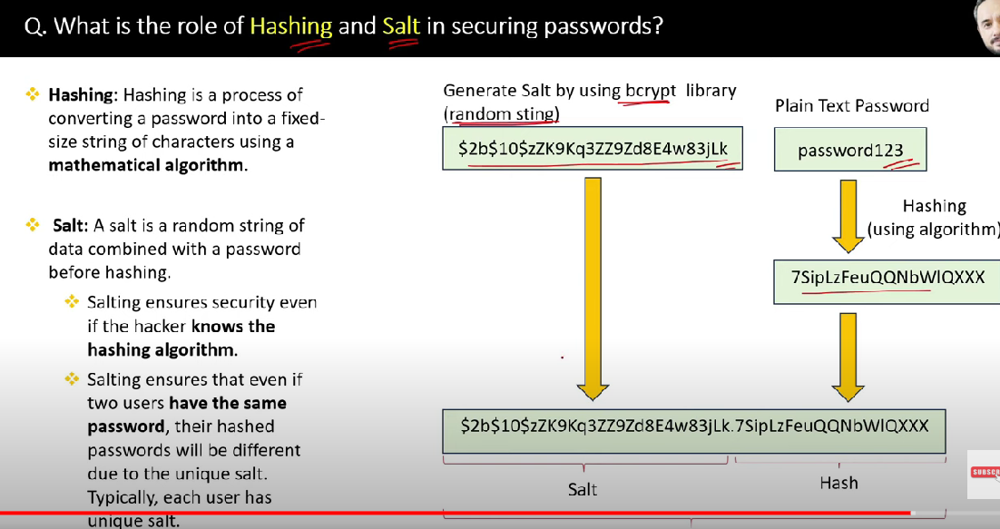 Q. What is the role of Hashing and Salt in securing passwords?
Hashing: Hashing is a process of
converting a password into a fixed-
size string of characters using a
mathematical algorithm.
Salt: A salt is a random string of
data combined with a password
before hashing.
Salting ensures security even
if the hacker knows the
hashing algorithm.
Salting ensures that even if
two users have the same
password, their hashed
passwords will be different
due to the unique salt.
Typically, each user has
unique salt.
Generate Salt by using bcrypt library
(random sting)
$2b$10$zZK9Kq3ZZ9Zd8E4w83jLk
Plain Text Password
password123
Hashing
(using algorithm)
7SipLzFeuQQNbWlQXXX
$2b$10$zZK9Kq3ZZ9Zd8E4w83jLk.7SipLzFeuQQNbWlQXXX
Salt
Hash